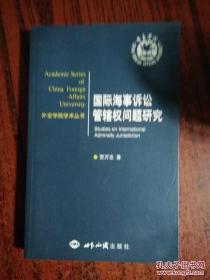 Academic Series
of
China Foreign
Affairs
University
外交学院学术丛书
国际海事诉讼
管辖权问题研究
Studies on International
Admiralty Jurisdiction
著
世界知识出版社